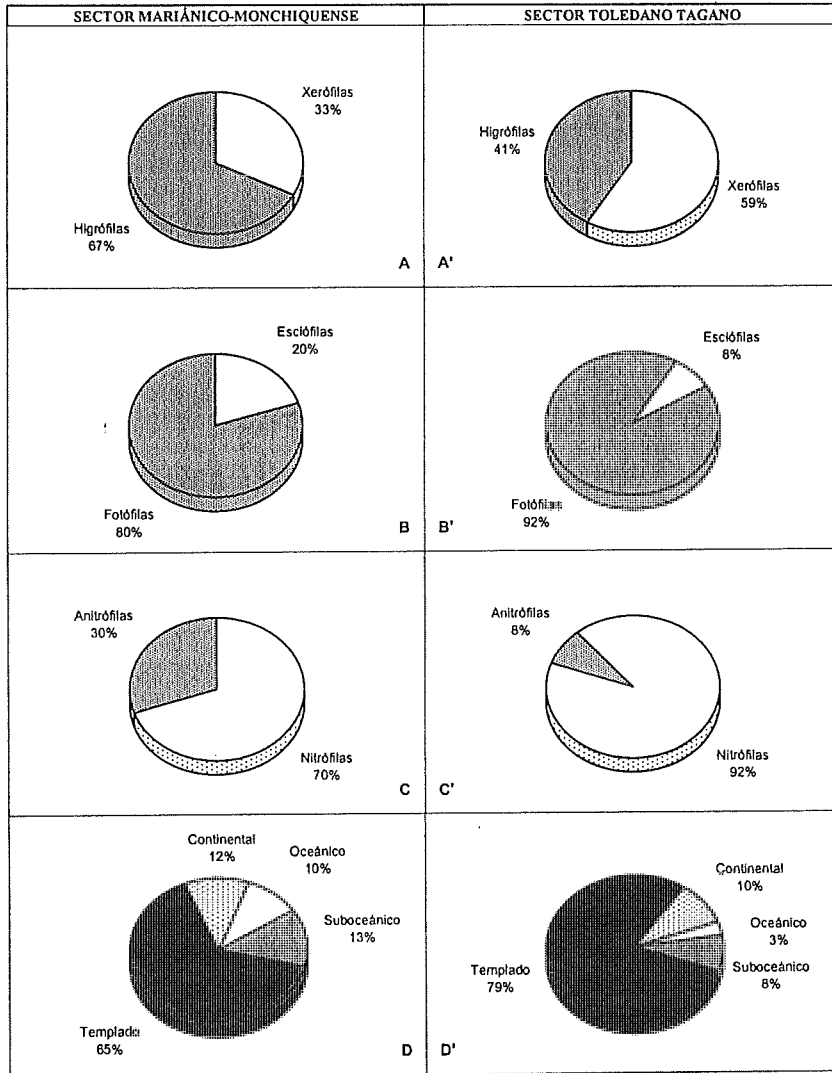 SECTOR MARIÁNICO-MONCHIQUENSE
SECTOR TOLEDANO TAGANO
Xerófilas
33%
Higrófilas
67%
A
Higrófilas
41%
Xerófilas
59%
A'
Esciófilas
20%
Fotófilas
80%
B
Esciófilas
8%
Fotófilas
92%
B'
Anitrófilas
30%
Nitrófilas
70%
C
Anitrófilas
8%
Nitrófilas
92%
C'
Continental
12%
Oceánico
10%
Suboceánico
13%
Templado
65%
D
Continental
10%
Oceánico
3%
Suboceánico
8%
Templado
79%
D'